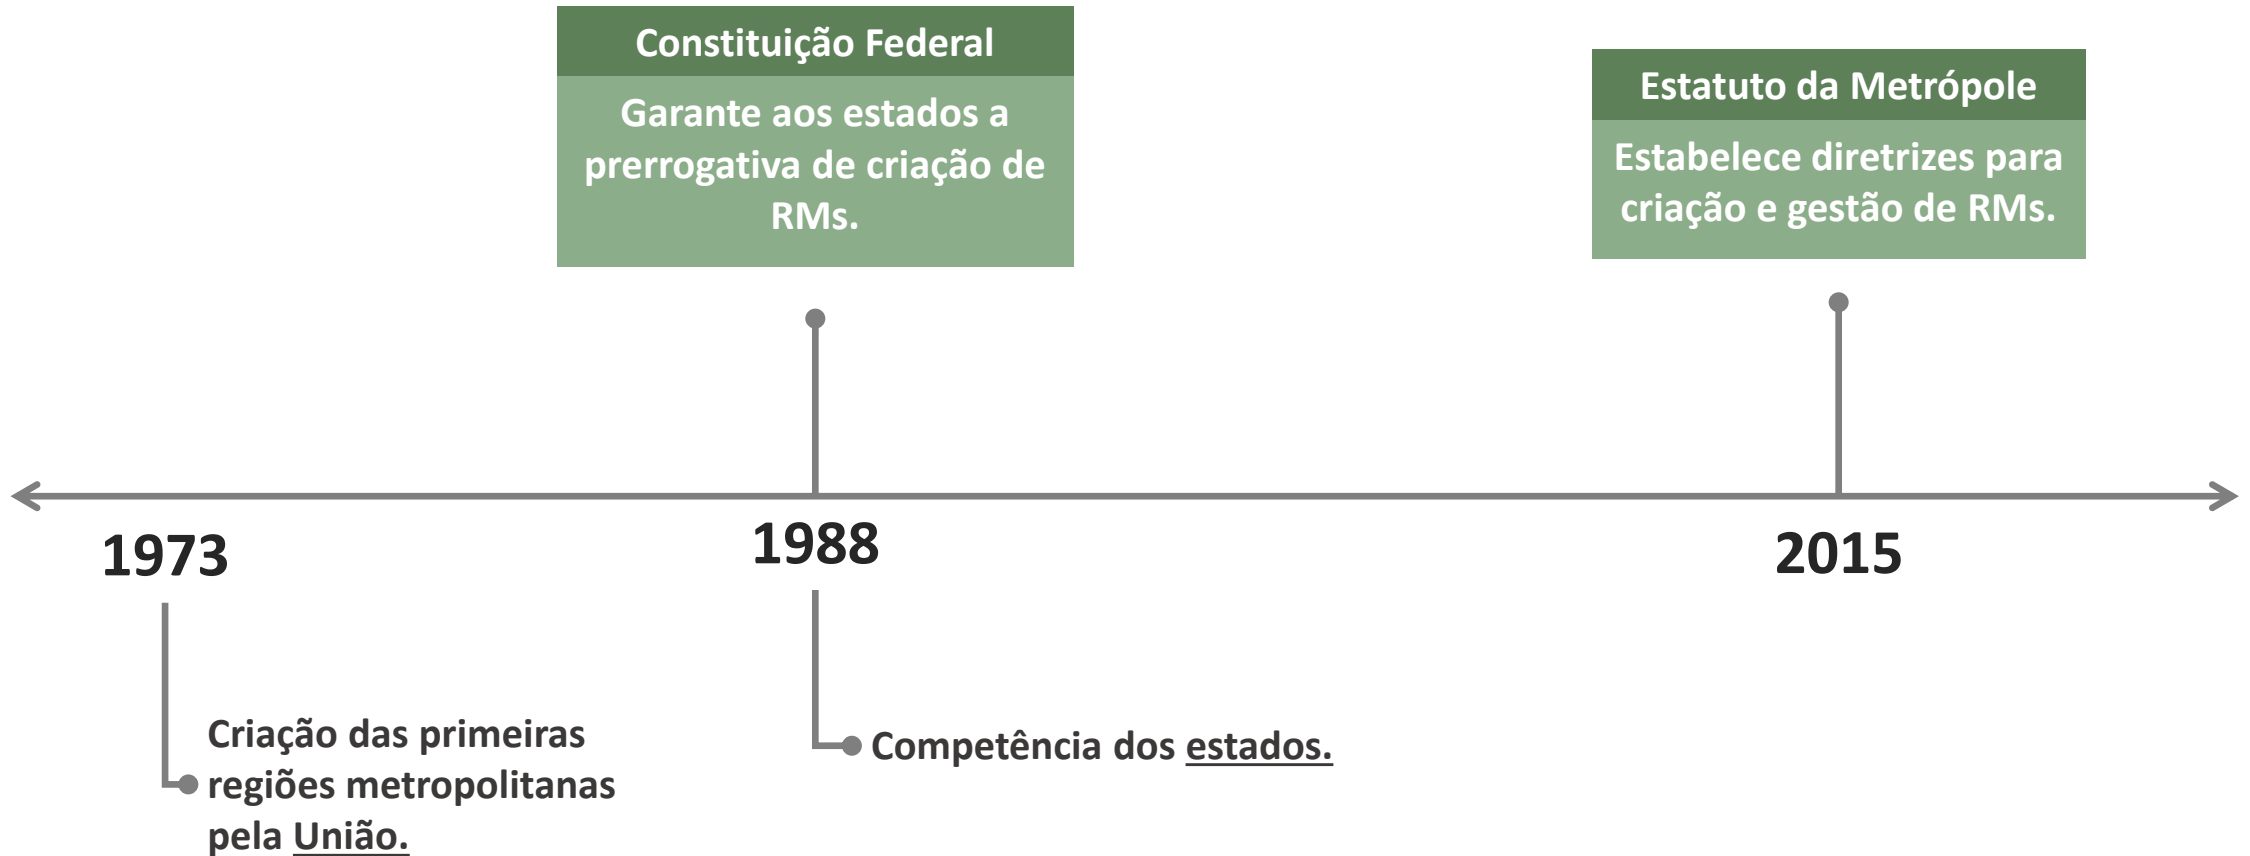 Constituição Federal
Garante aos estados a
prerrogativa de criação de
RMs.
Estatuto da Metrópole
Estabelece diretrizes para
criação e gestão de RMs.
1973
1988
2015
Criação das primeiras
regiões metropolitanas
pela União.
Competência dos estados.